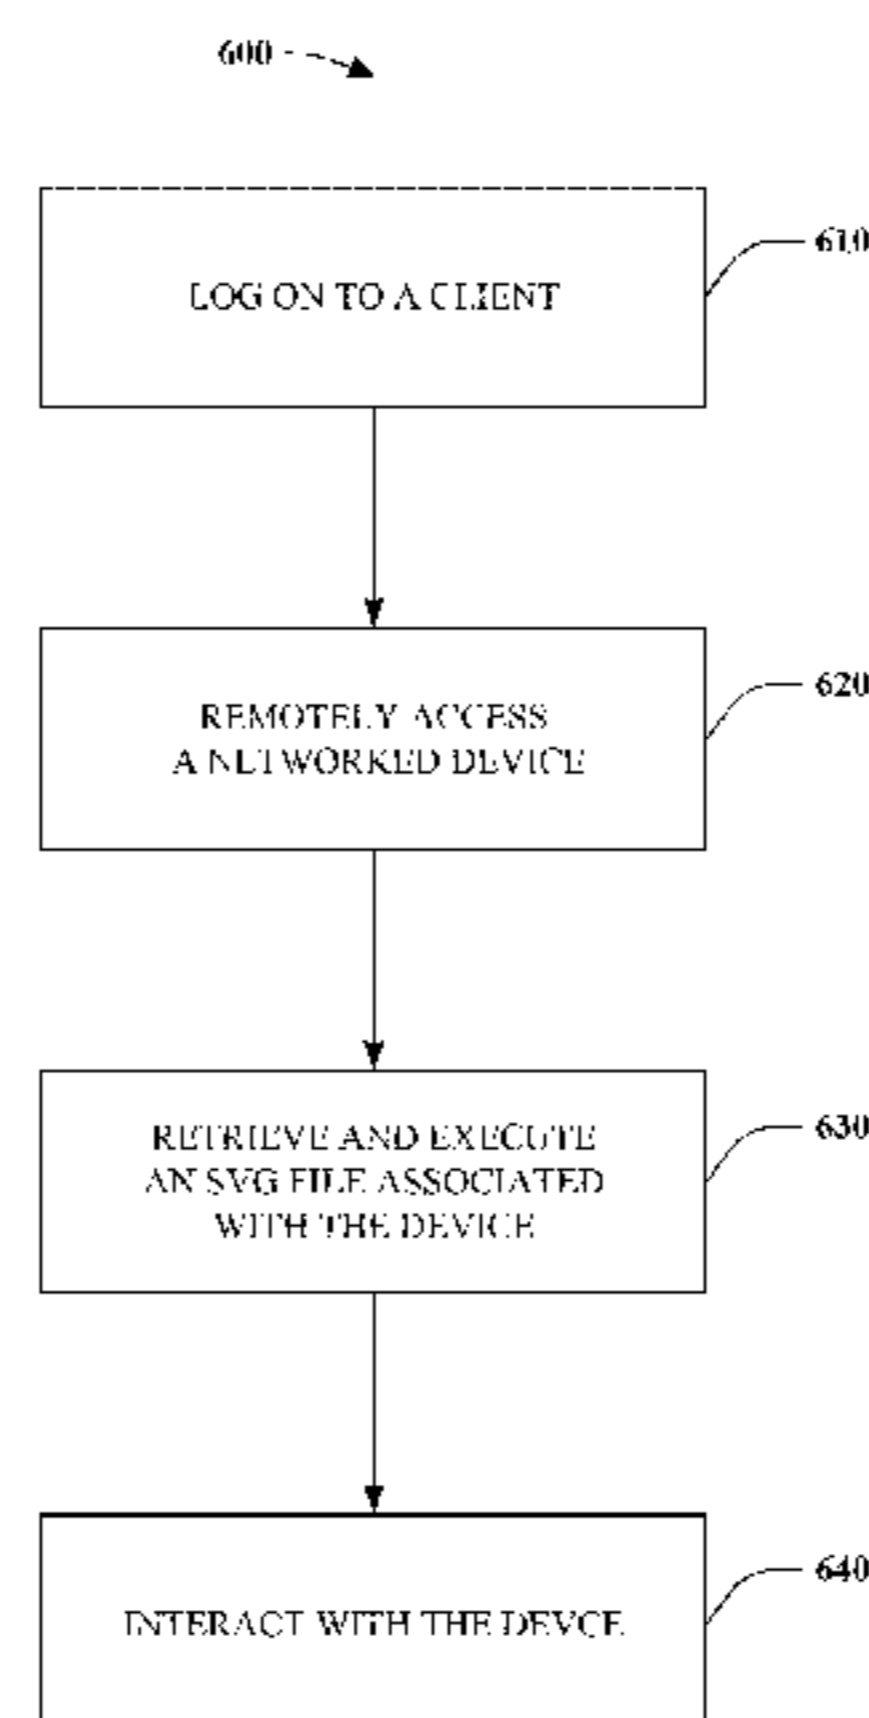 600
LOG ON TO A CLIENT
610
REMOTELY ACCESS
A NETWORKED DEVICE
620
RETRIEVE AND EXECUTE
AN SVG FILE ASSOCIATED
WITH THE DEVICE
630
INTERACT WITH THE DEVCE
640